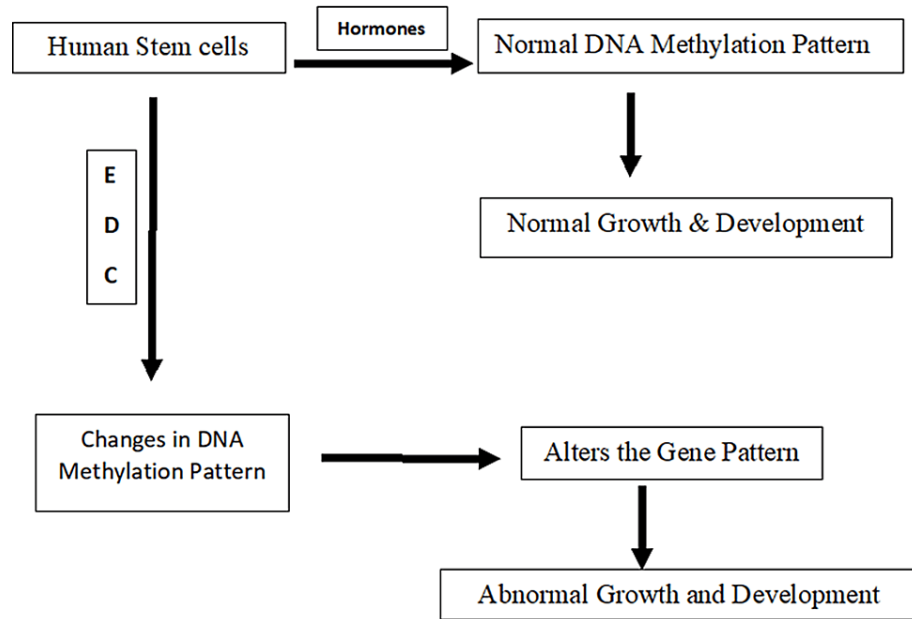 Human Stem cells
Hormones
Normal DNA Methylation Pattern
E
D
C
Normal Growth & Development
Changes in DNA
Methylation Pattern
Alters the Gene Pattern
Abnormal Growth and Development